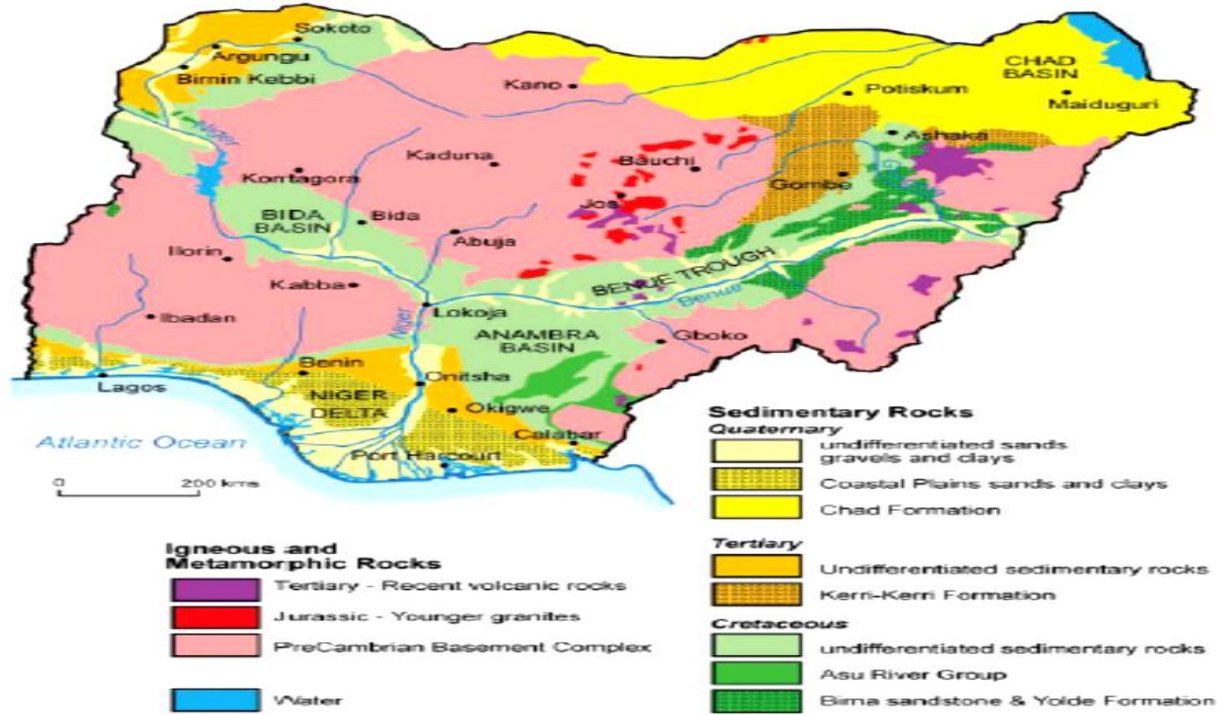 Sokoto
Argungu
Birnin Kebbi
Niger
Kano
CHAD
BASIN
Potiskum
Maiduguri
Ashaka
Kaduna
Bauchi
Komtagora
Gombe
Jos
BIDA
BASIN
Bida
Abuja
Ilorin
Kabba
BENUE TROUGH
Benue
Lokoja
Niger
Ibadan
ANAMBRA
BASIN
Gboko
Benin
Onitsha
Lagos
NIGER
DELTA
Okigwe
Calabar
Port Harcourt
Atlantic Ocean
0 200 kms
Igneous and
Metamorphic Rocks
Tertiary - Recent volcanic rocks
Jurassic - Younger granites
PreCambrian Basement Complex
Water
Sedimentary Rocks
Quaternary
undifferentiated sands
gravels and clays
Coastal Plains sands and clays
Chad Formation
Tertiary
Undifferentiated sedimentary rocks
Kerri-Kerri Formation
Cretaceous
undifferentiated sedimentary rocks
Asu River Group
Bima sandstone & Yolde Formation